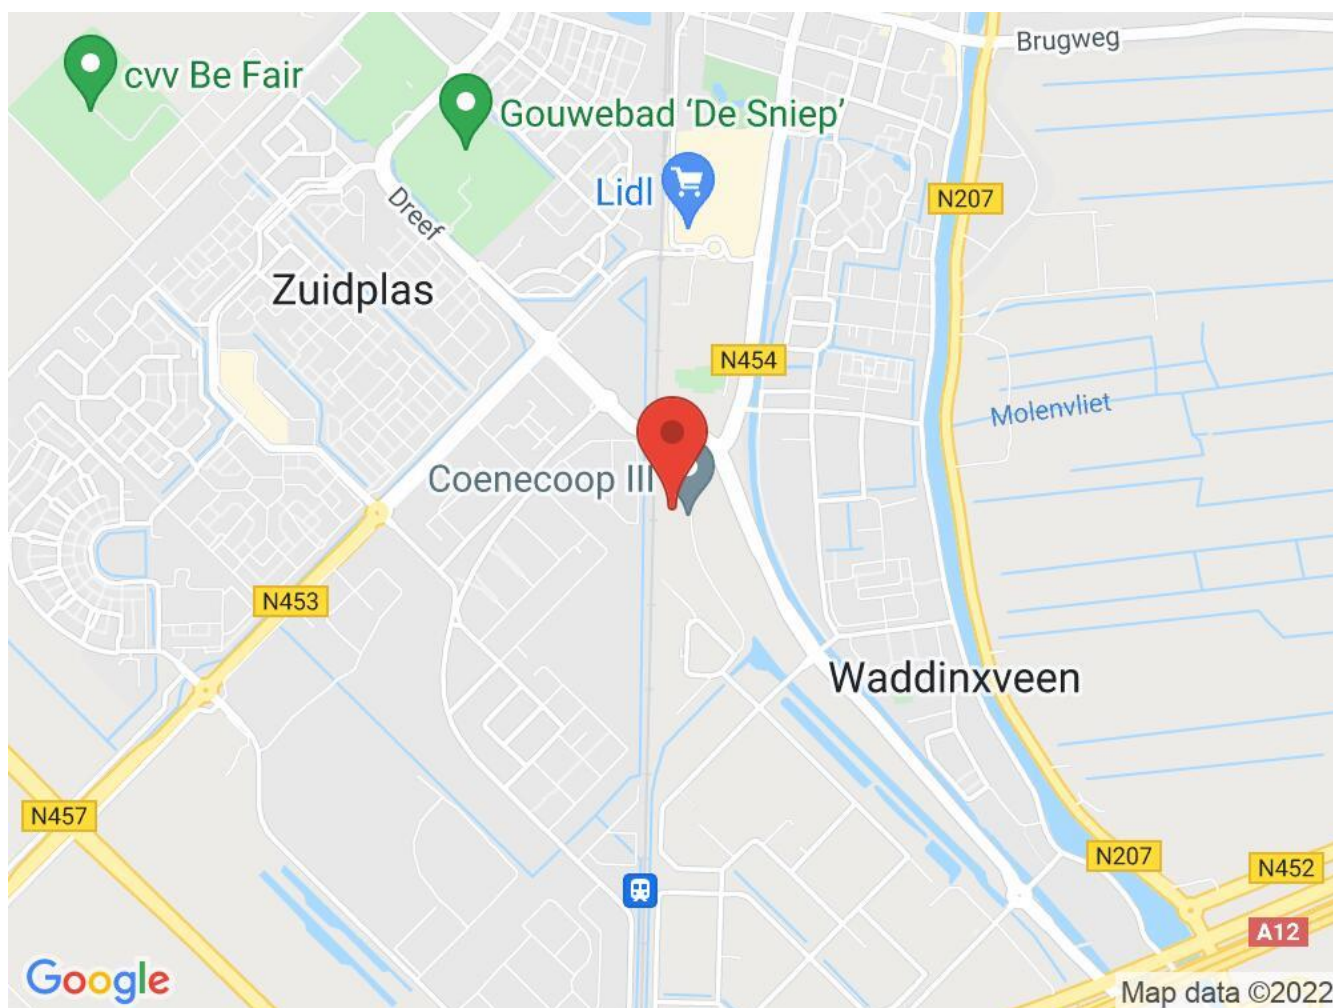 Brugweg
cvv Be Fair
Gouwebad ‘De Sniep’
Lidl
N207
Dreef
Zuidplas
N454
Molenvliet
Coenecoop III
N453
Waddinxveen
N457
N207
N452
A12
Google
Map data ©2022